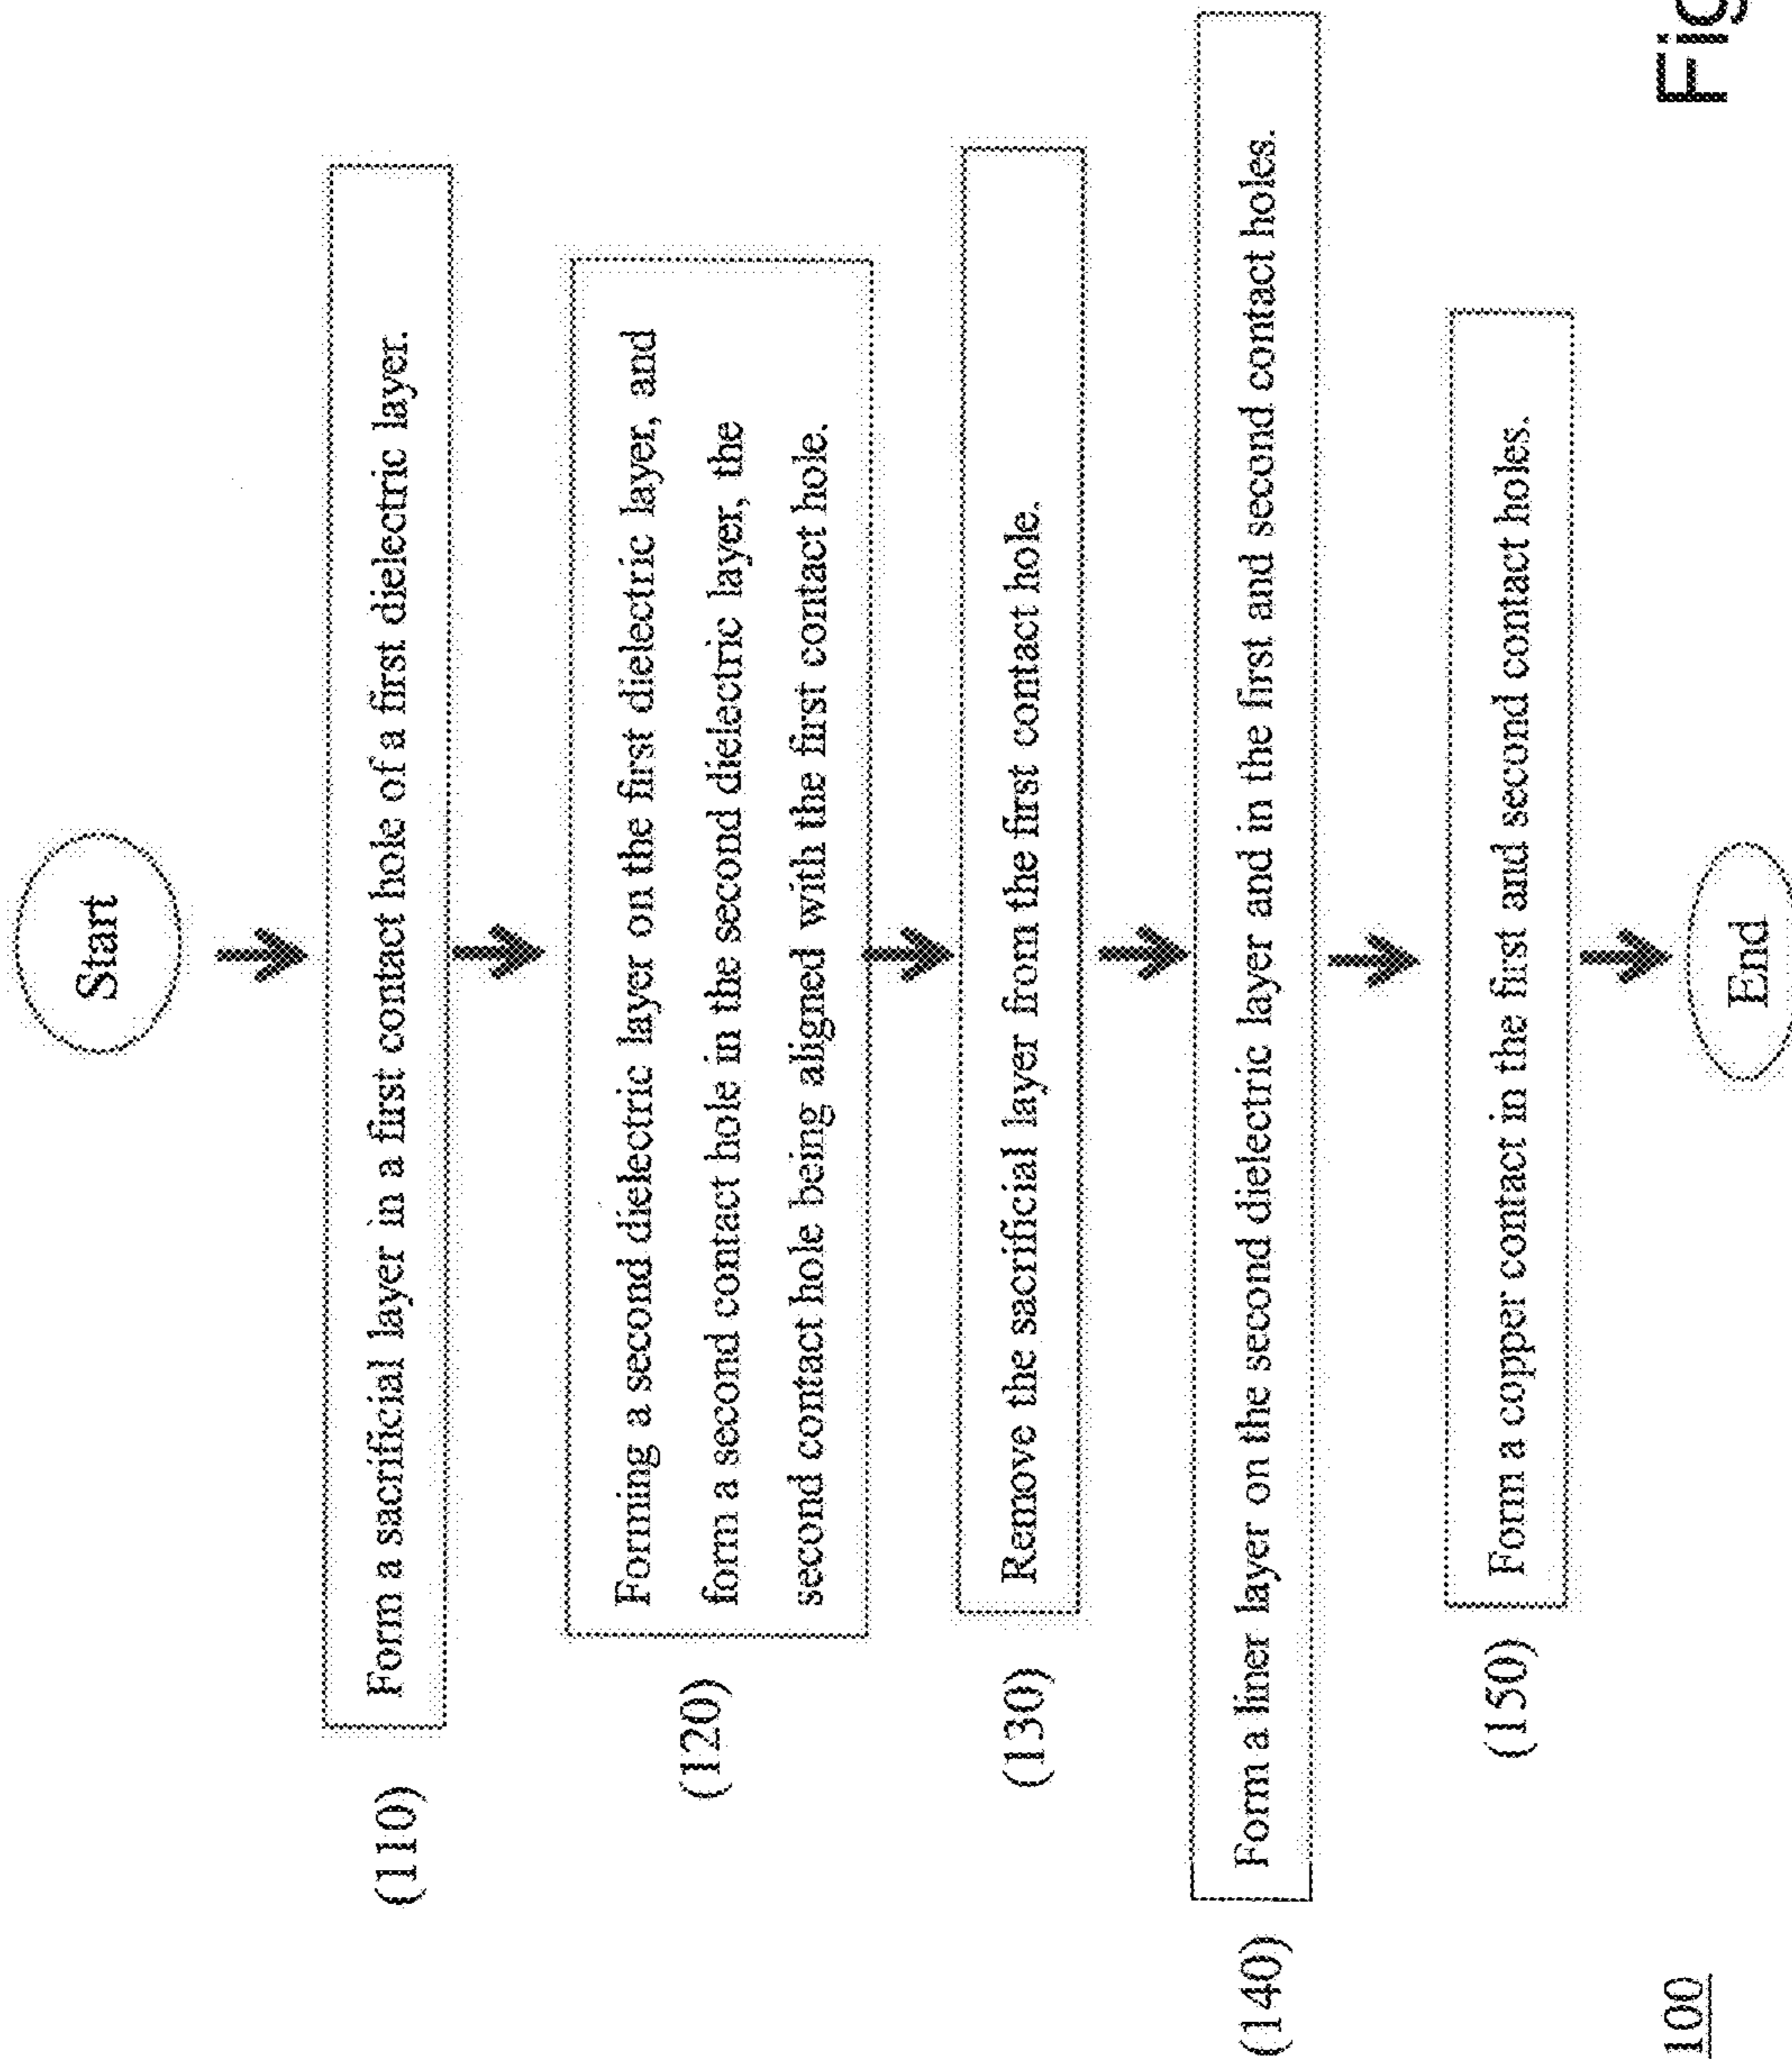 Start
(110)
Form a sacrificial layer in a first contact hole of a first dielectric layer.
(120)
Forming a second dielectric layer on the first dielectric layer, and
form a second contact hole in the second dielectric layer, the
second contact hole being aligned with the first contact hole.
(130)
Remove the sacrificial layer from the first contact hole.
(140)
Form a liner layer on the second dielectric layer and in the first and second contact holes.
(150)
Form a copper contact in the first and second contact holes.
100
End